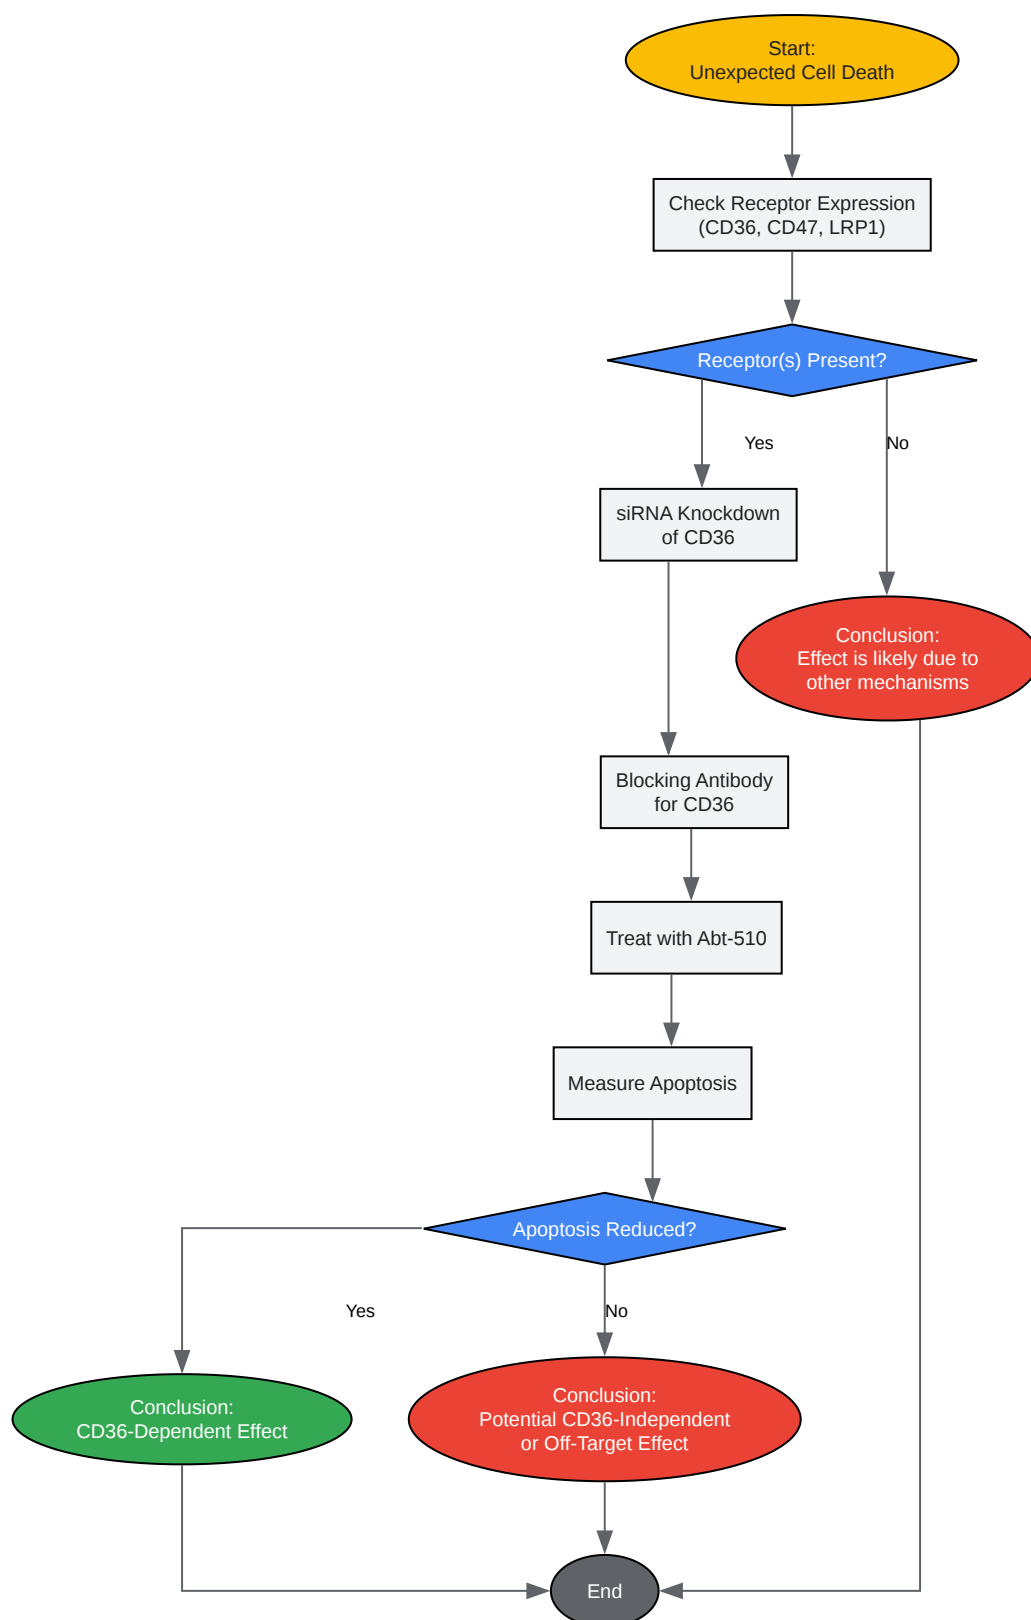 Start:
Unexpected Cell Death
Check Receptor Expression
(CD36, CD47, LRP1)
Receptor(s) Present?
Yes
No
siRNA Knockdown
of CD36
Conclusion:
Effect is likely due to
other mechanisms
Blocking Antibody
for CD36
Treat with Abt-510
Measure Apoptosis
Apoptosis Reduced?
Yes
No
Conclusion:
CD36-Dependent Effect
Conclusion:
Potential CD36-Independent
or Off-Target Effect
End